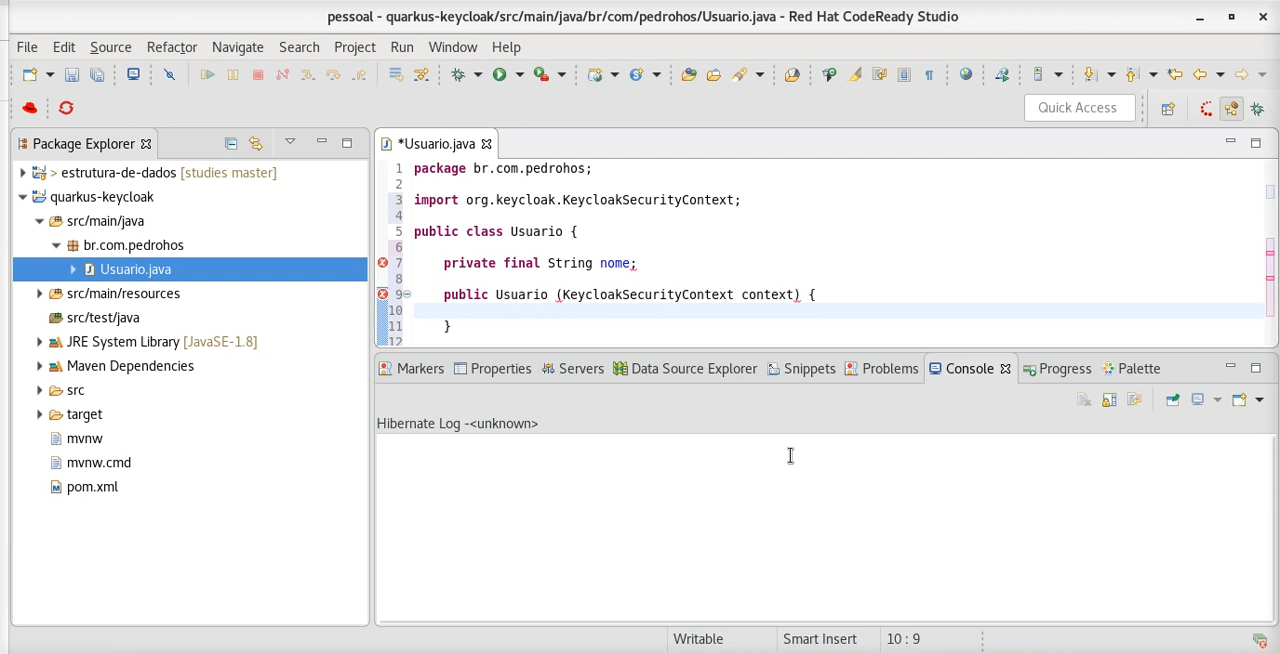 pessoal - quarkus-keycloak/src/main/java/br/com/pedrohos/Usuario.java - Red Hat CodeReady Studio
File Edit Source Refactor Navigate Search Project Run Window Help
Quick Access
Package Explorer
> estrutura-de-dados [studies master]
quarkus-keycloak
src/main/java
br.com.pedrohos
Usuario.java
src/main/resources
src/test/java
JRE System Library [JavaSE-1.8]
Maven Dependencies
src
target
mvnw
mvnw.cmd
pom.xml
*Usuario.java
1 package br.com.pedrohos;
2
3 import org.keycloak.KeycloakSecurityContext;
4
5 public class Usuario {
6
7 private final String nome;
8
9 public Usuario (KeycloakSecurityContext context) {
10
11 }
12
Markers Properties Servers Data Source Explorer Snippets Problems Console Progress Palette
Hibernate Log -<unknown>
Writable Smart Insert 10 : 9